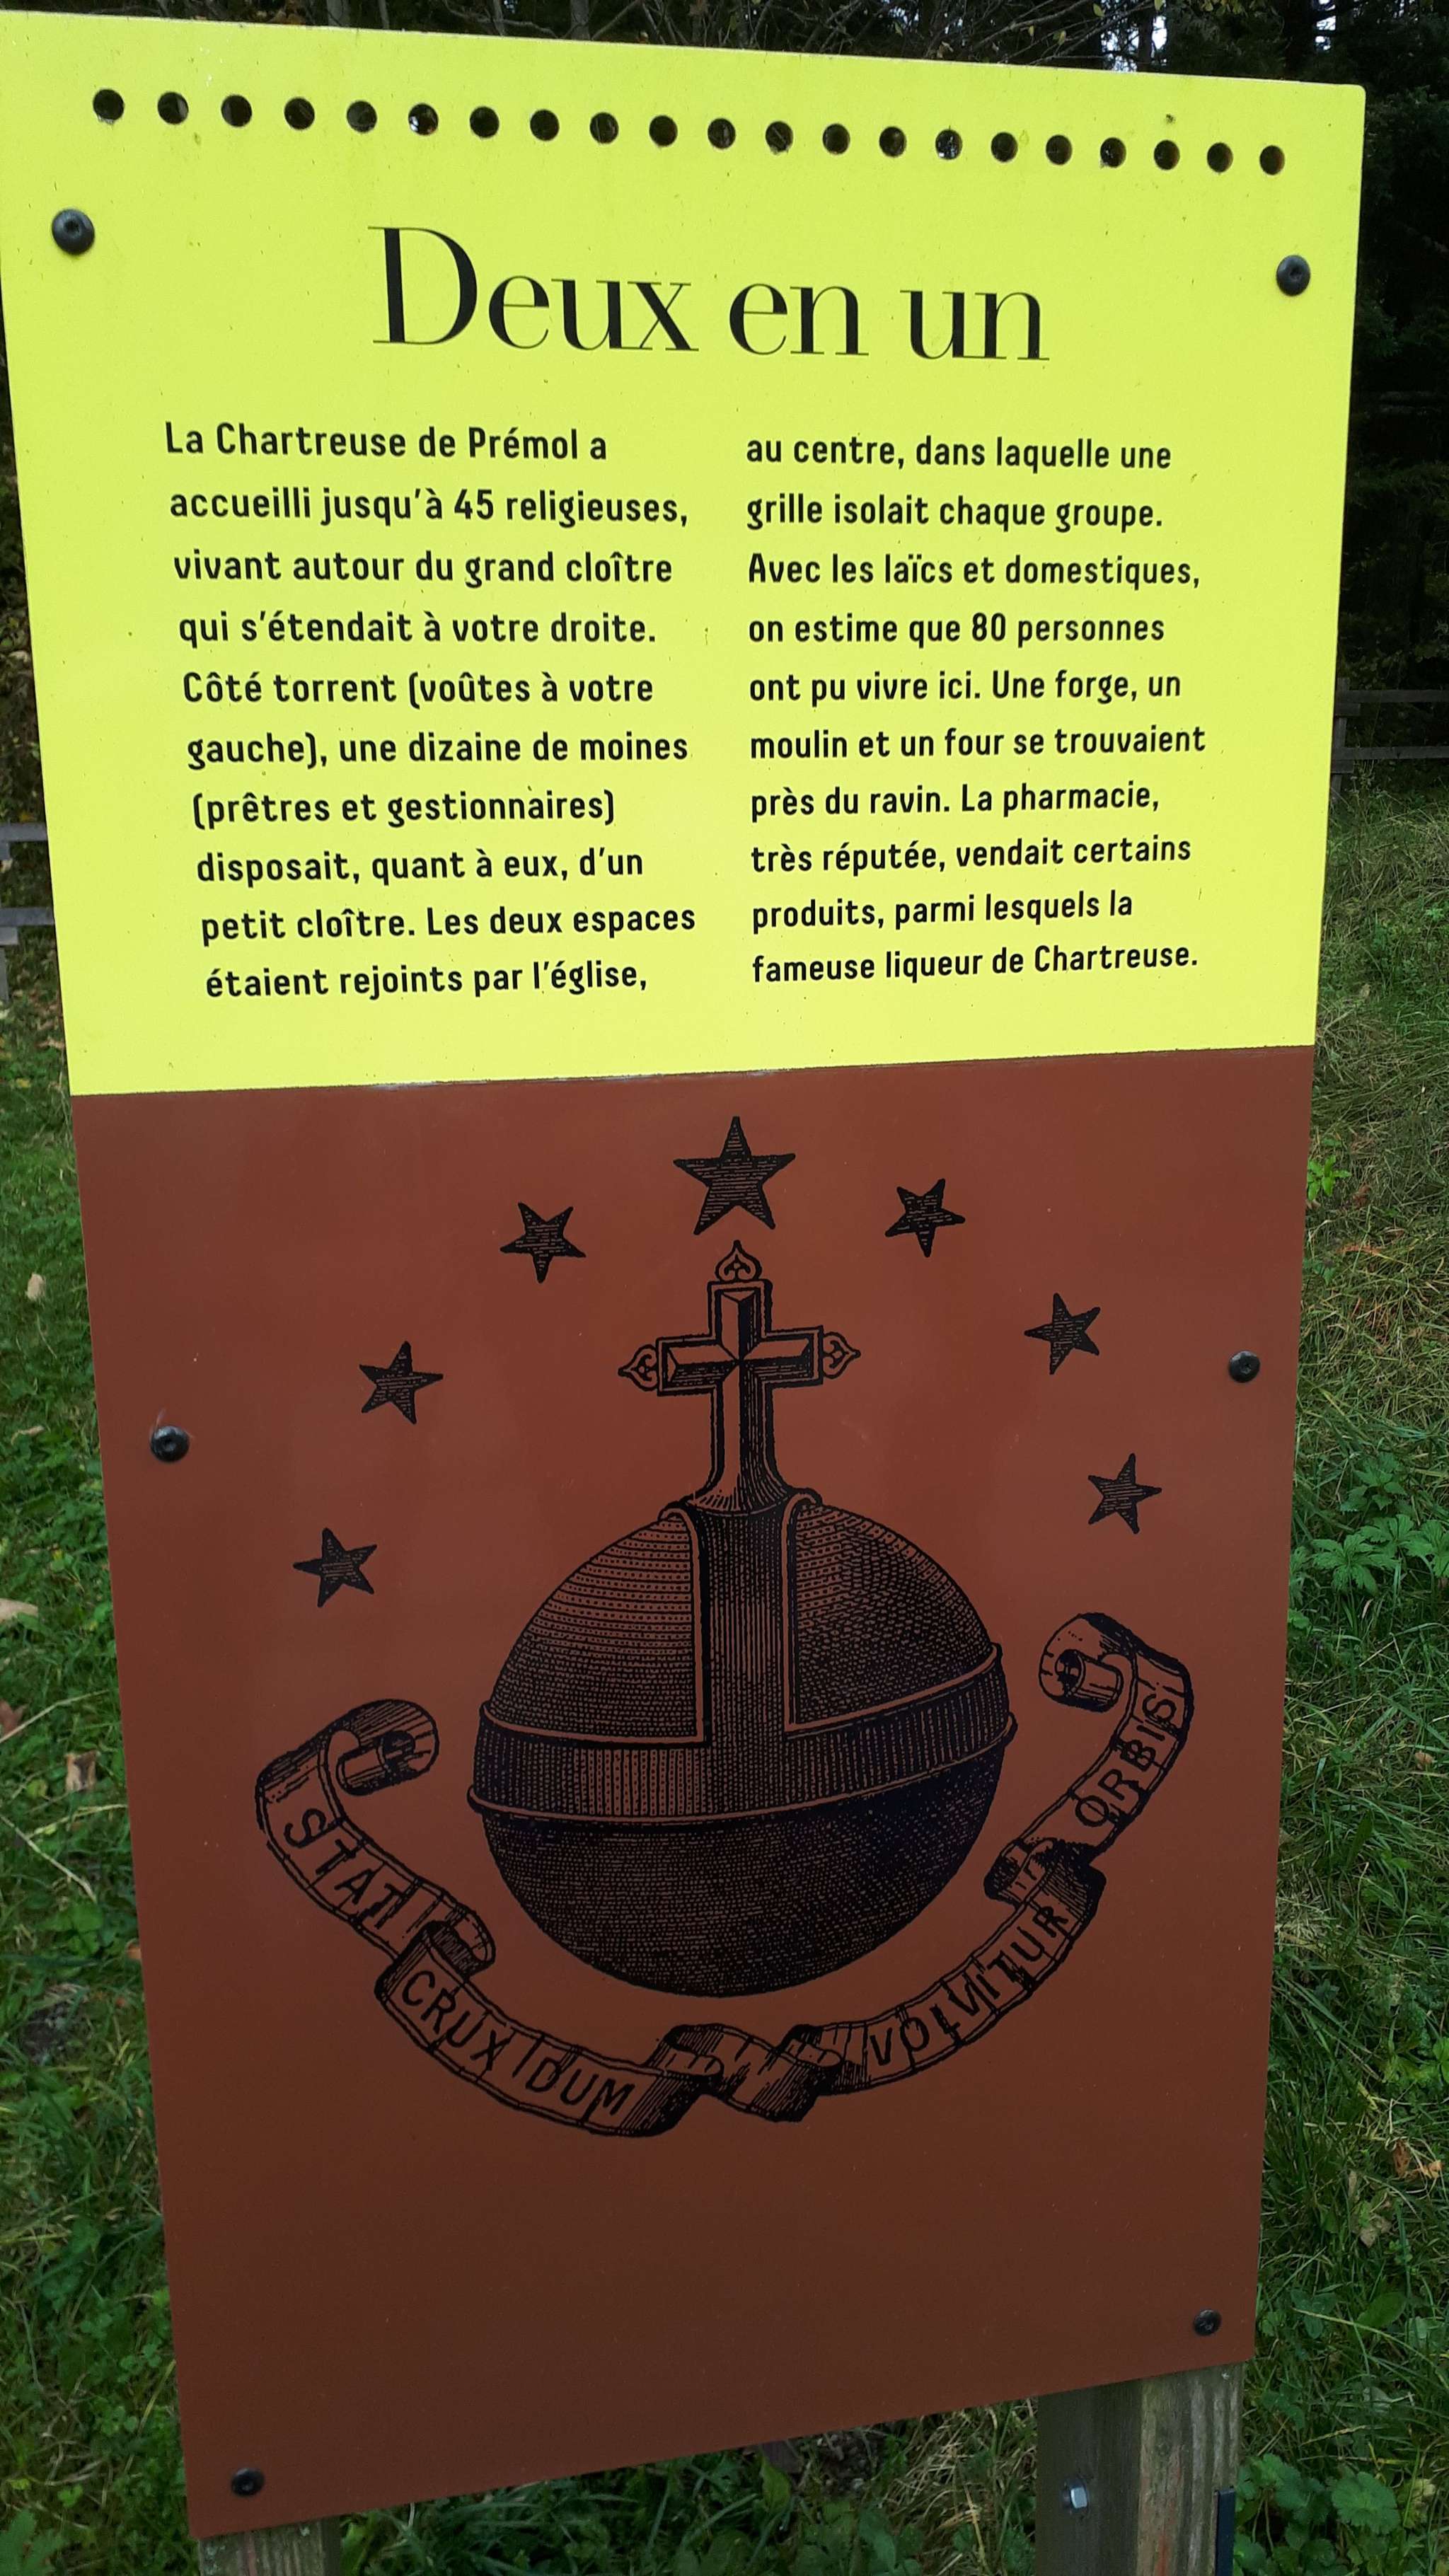 Deux en un
La Chartreuse de Prémol a
accueilli jusqu'à 45 religieuses,
vivant autour du grand cloître
qui s'étendait à votre droite.
Côté torrent (voûtes à votre
gauche), une dizaine de moines
(prêtres et gestionnaires)
disposait, quant à eux, d'un
petit cloître. Les deux espaces
étaient rejoints par l'église,
au centre, dans laquelle une
grille isolait chaque groupe.
Avec les laïcs et domestiques,
on estime que 80 personnes
ont pu vivre ici. Une forge, un
moulin et un four se trouvaient
près du ravin. La pharmacie,
très réputée, vendait certains
produits, parmi lesquels la
fameuse liqueur de Chartreuse.
STAT CRUX DUM VOLVITUR ORBIS